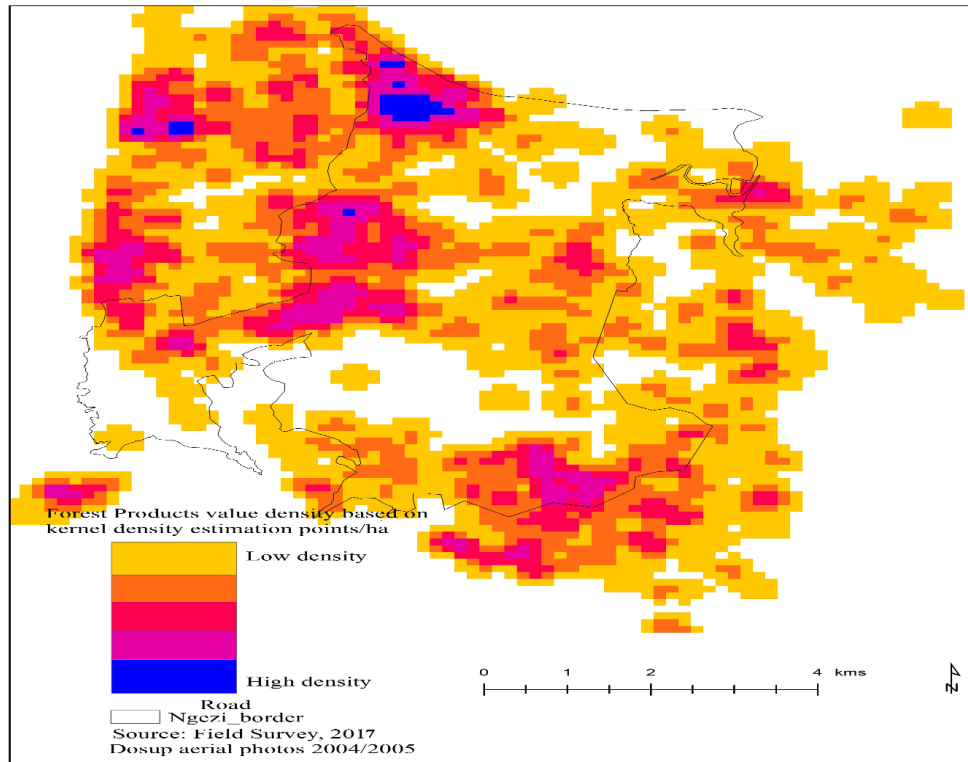 Forest Products value density based on
kernel density estimation points/ha
Low density
High density
Road
Ngezi_border
Source: Field Survey, 2017
Dosup aerial photos 2004/2005
0 1 2 4 kms
N